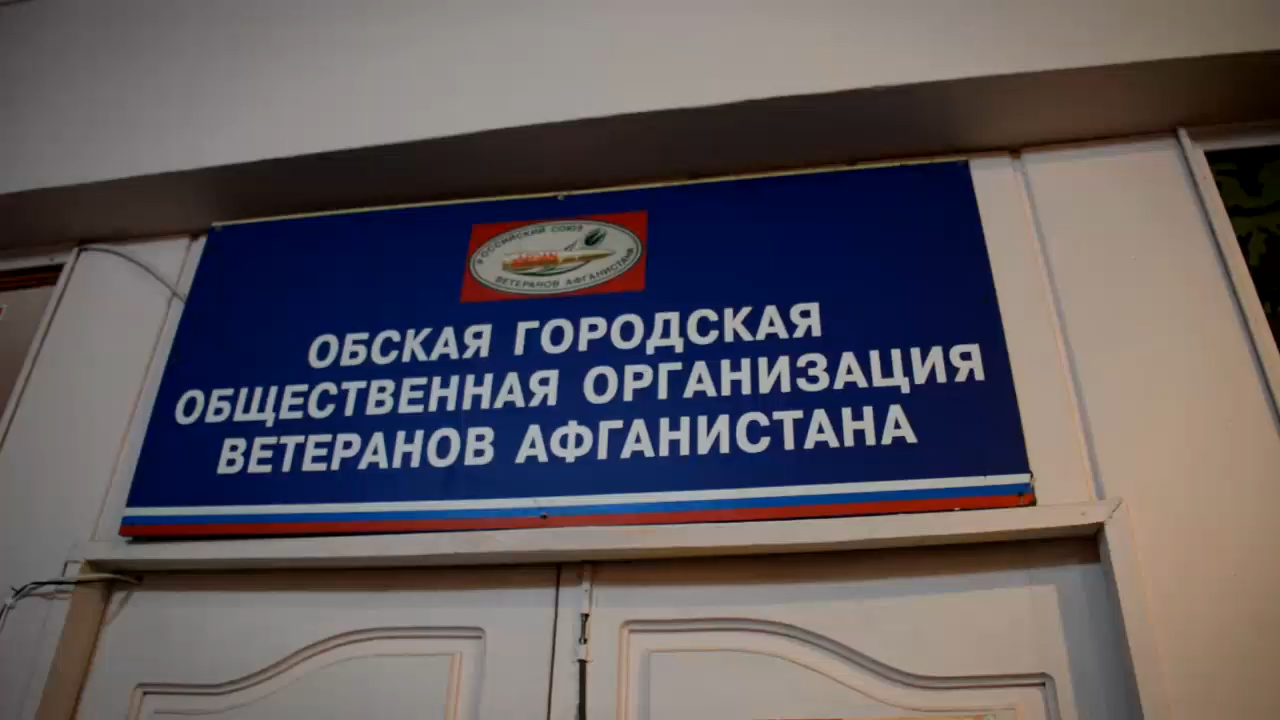 РОССИЙСКИЙ СОЮЗ
ВЕТЕРАНОВ АФГАНИСТАНА
ОБСКАЯ ГОРОДСКАЯ
ОБЩЕСТВЕННАЯ ОРГАНИЗАЦИЯ
ВЕТЕРАНОВ АФГАНИСТАНА